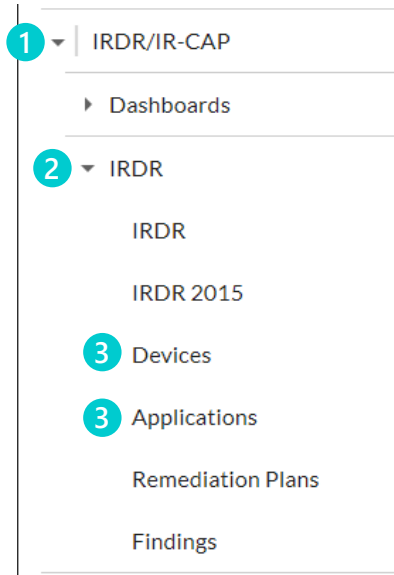 1 IRDR/IR-CAP
Dashboards
2 IRDR
IRDR
IRDR 2015
3 Devices
3 Applications
Remediation Plans
Findings